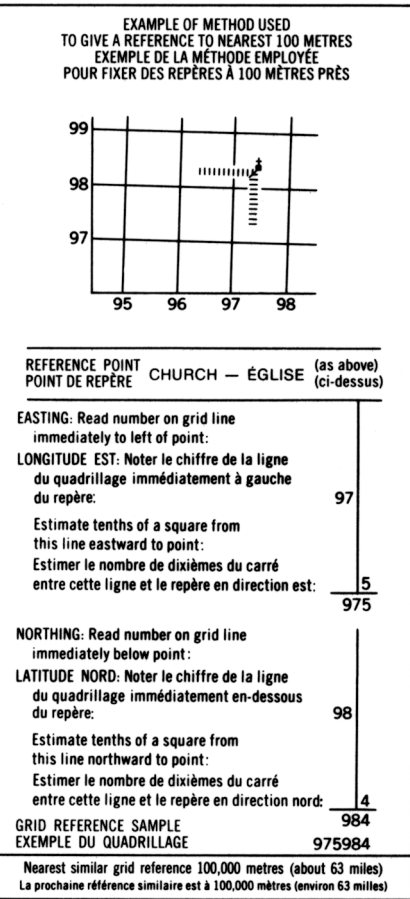 EXAMPLE OF METHOD USED
TO GIVE A REFERENCE TO NEAREST 100 METRES
EXEMPLE DE LA MÉTHODE EMPLOYÉE
POUR FIXER DES REPÈRES À 100 MÈTRES PRÈS
99
98
97
95 96 97 98
REFERENCE POINT
POINT DE REPÈRE
CHURCH — ÉGLISE
(as above)
(ci-dessus)
EASTING: Read number on grid line
immediately to left of point:
LONGITUDE EST: Noter le chiffre de la ligne
du quadrillage immédiatement à gauche
du repère: 97
Estimate tenths of a square from
this line eastward to point:
Estimer le nombre de dixièmes du carré
entre cette ligne et le repère en direction est: 5
975
NORTHING: Read number on grid line
immediately below point:
LATITUDE NORD: Noter le chiffre de la ligne
du quadrillage immédiatement en-dessous
du repère: 98
Estimate tenths of a square from
this line northward to point:
Estimer le nombre de dixièmes du carré
entre cette ligne et le repère en direction nord: 4
984
GRID REFERENCE SAMPLE
EXEMPLE DU QUADRILLAGE 975984
Nearest similar grid reference 100,000 metres (about 63 miles)
La prochaine référence similaire est à 100,000 mètres (environ 63 milles)